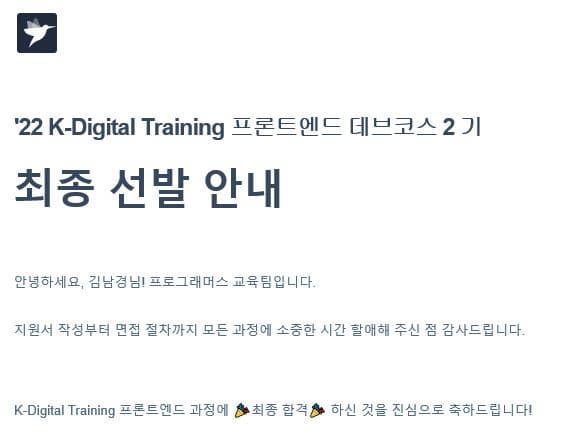 '22 K-Digital Training 프론트엔드 데브코스 2 기
최종 선발 안내
안녕하세요, 김남경님! 프로그래머스 교육팀입니다.
지원서 작성부터 면접 절차까지 모든 과정에 소중한 시간 할애해 주신 점 감사드립니다.
K-Digital Training 프론트엔드 과정에 🎉최종 합격🎉 하신 것을 진심으로 축하드립니다!